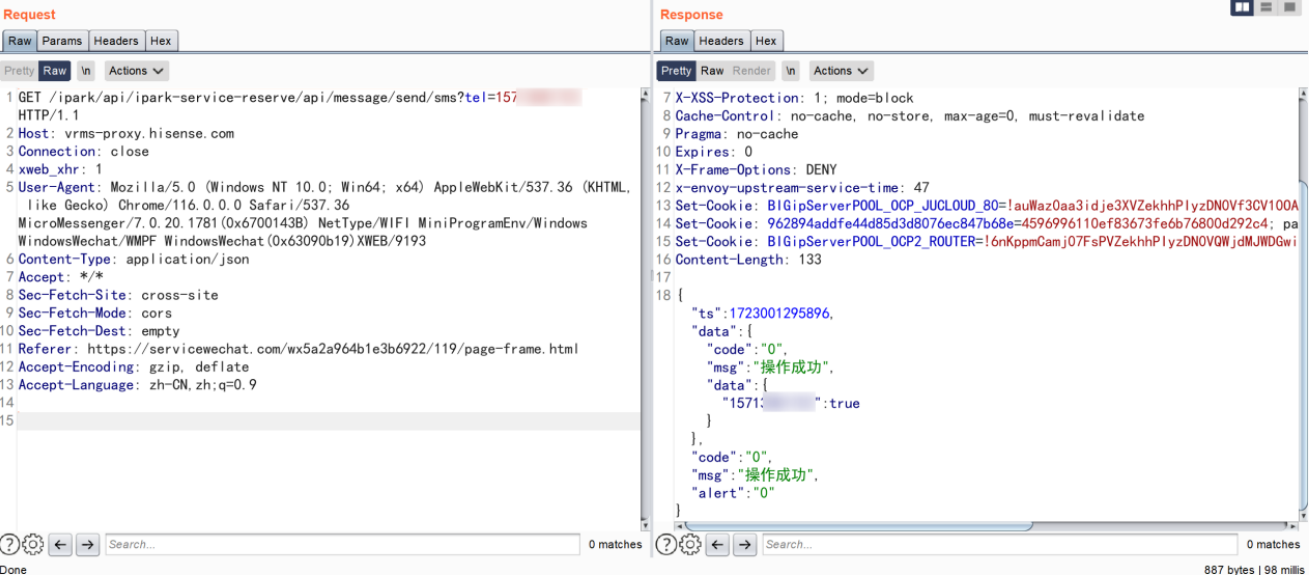 Request
Raw Params Headers Hex
Pretty Raw \n Actions
1 GET /ipark/api/ipark-service-reserve/api/message/send/sms?tel=157
HTTP/1.1
2 Host: vrms-proxy.hisense.com
3 Connection: close
4 xweb_xhr: 1
5 User-Agent: Mozilla/5.0 (Windows NT 10.0; Win64; x64) AppleWebKit/537.36 (KHTML,
like Gecko) Chrome/116.0.0.0 Safari/537.36
MicroMessenger/7.0.20.1781(0x6700143B) NetType/WIFI MiniProgramEnv/Windows
WindowsWechat/WMPF WindowsWechat(0x63090b19)XWEB/9193
6 Content-Type: application/json
7 Accept: */*
8 Sec-Fetch-Site: cross-site
9 Sec-Fetch-Mode: cors
10 Sec-Fetch-Dest: empty
11 Referer: https://servicewechat.com/wx5a2a964b1e3b6922/119/page-frame.html
12 Accept-Encoding: gzip, deflate
13 Accept-Language: zh-CN,zh;q=0.9
14
15
? Search... 0 matches
Done
Response
Raw Headers Hex
Pretty Raw Render \n Actions
7 X-XSS-Protection: 1; mode=block
8 Cache-Control: no-cache, no-store, max-age=0, must-revalidate
9 Pragma: no-cache
10 Expires: 0
11 X-Frame-Options: DENY
12 x-envoy-upstream-service-time: 47
13 Set-Cookie: BIGipServerPOOL_OCP_JUCLOUD_80=!auWaz0aa3idje3XVZekhhPIyzDNOVf3CV10OA
14 Set-Cookie: 962894addfe44d85d3d8076ec847b68e=4596996110ef83673fe6b76800d292c4; pa
15 Set-Cookie: BIGipServerPOOL_OCP2_ROUTER=!6nKppmCamjO7FsPVZekhhPIyzDNOVQWjdMJWDGwi
16 Content-Length: 133
17
18 {
"ts":1723001295896,
"data":{
"code":"0",
"msg":"操作成功",
"data":{
"1571 ":true
}
},
"code":"0",
"msg":"操作成功",
"alert":"0"
}
? Search... 0 matches
887 bytes | 98 millis